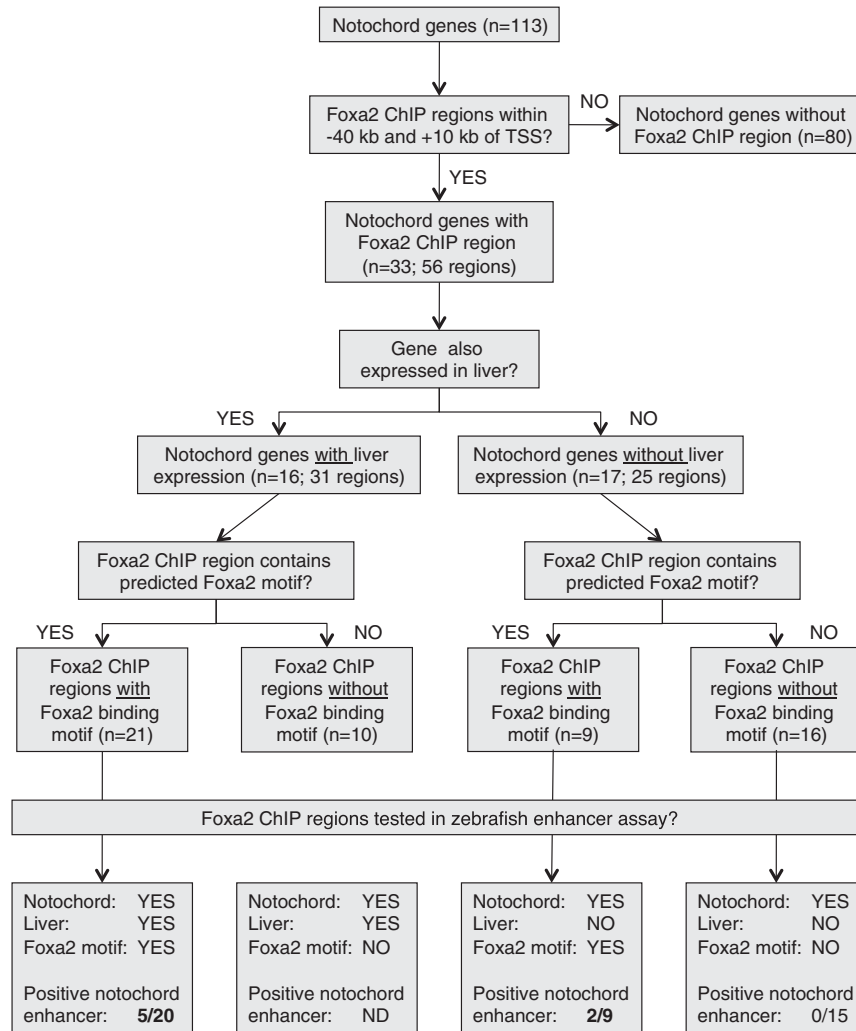 Notochord genes (n=113)
Foxa2 ChIP regions within
-40 kb and +10 kb of TSS?
NO
Notochord genes without
Foxa2 ChIP region (n=80)
YES
Notochord genes with
Foxa2 ChIP region
(n=33; 56 regions)
Gene also
expressed in liver?
YES
NO
Notochord genes with liver
expression (n=16; 31 regions)
Notochord genes without liver
expression (n=17; 25 regions)
Foxa2 ChIP region contains
predicted Foxa2 motif?
Foxa2 ChIP region contains
predicted Foxa2 motif?
YES
NO
YES
NO
Foxa2 ChIP
regions with
Foxa2 binding
motif (n=21)
Foxa2 ChIP
regions without
Foxa2 binding
motif (n=10)
Foxa2 ChIP
regions with
Foxa2 binding
motif (n=9)
Foxa2 ChIP
regions without
Foxa2 binding
motif (n=16)
Foxa2 ChIP regions tested in zebrafish enhancer assay?
Notochord: YES
Liver: YES
Foxa2 motif: YES
Positive notochord
enhancer: 5/20
Notochord: YES
Liver: YES
Foxa2 motif: NO
Positive notochord
enhancer: ND
Notochord: YES
Liver: NO
Foxa2 motif: YES
Positive notochord
enhancer: 2/9
Notochord: YES
Liver: NO
Foxa2 motif: NO
Positive notochord
enhancer: 0/15